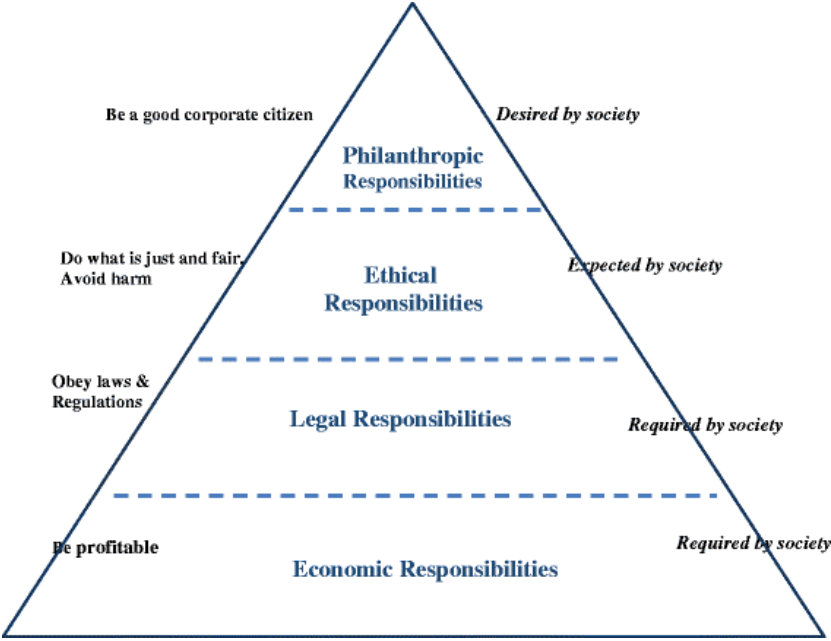 Be a good corporate citizen
Desired by society
Philanthropic
Responsibilities
Do what is just and fair,
Avoid harm
Expected by society
Ethical
Responsibilities
Obey laws &
Regulations
Legal Responsibilities
Required by society
Be profitable
Required by society
Economic Responsibilities